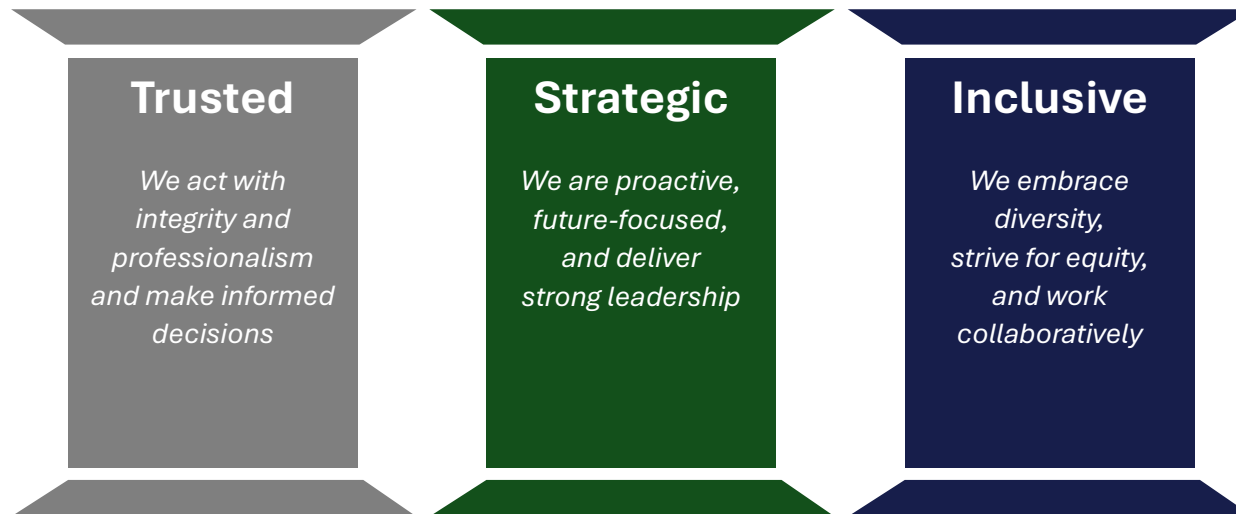 Trusted
We act with
integrity and
professionalism
and make informed
decisions
Strategic
We are proactive,
future-focused,
and deliver
strong leadership
Inclusive
We embrace
diversity,
strive for equity,
and work
collaboratively